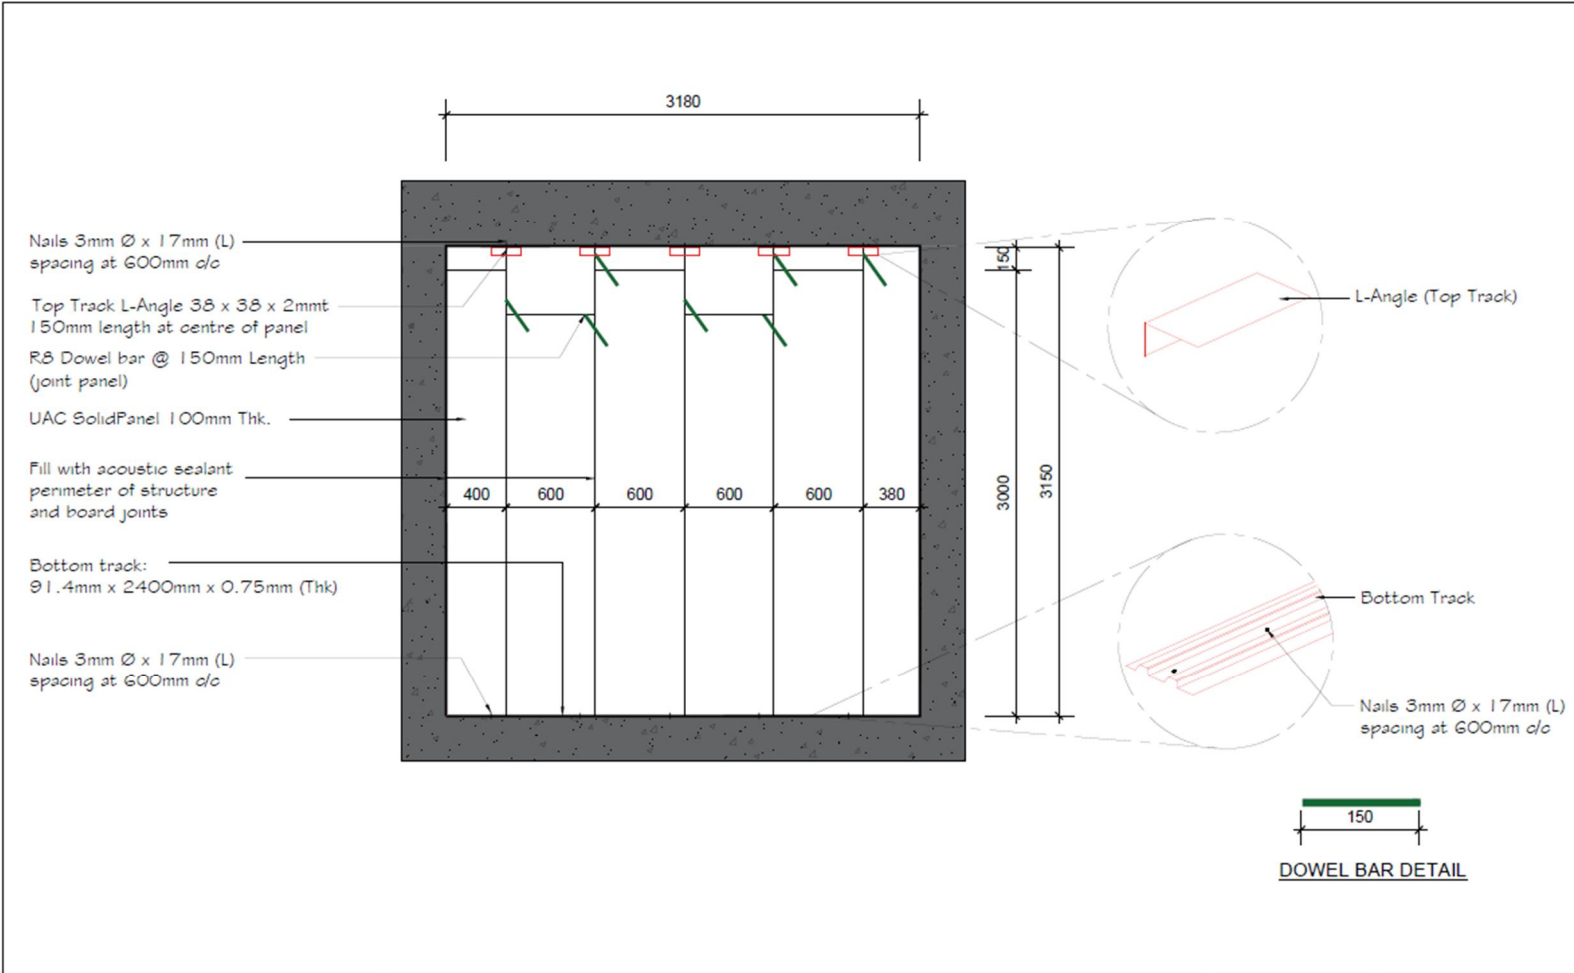 3180
Nails 3mm Ø x 17mm (L)
spacing at 600mm c/c
Top Track L-Angle 38 x 38 x 2mmt
150mm length at centre of panel
R8 Dowel bar @ 150mm Length
(joint panel)
UAC SolidPanel 100mm Thk.
Fill with acoustic sealant
perimeter of structure
and board joints
400
600
600
600
600
380
Bottom track:
91.4mm x 2400mm x 0.75mm (Thk)
Nails 3mm Ø x 17mm (L)
spacing at 600mm c/c
150
3000
3150
L-Angle (Top Track)
Bottom Track
Nails 3mm Ø x 17mm (L)
spacing at 600mm c/c
150
DOWEL BAR DETAIL